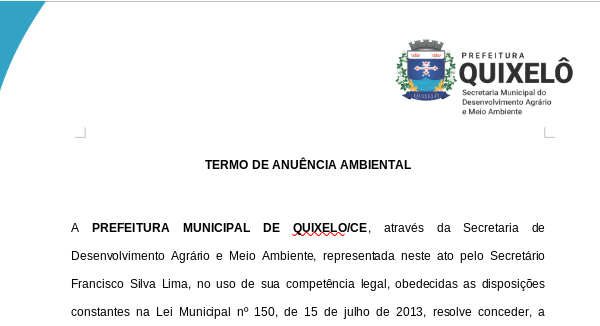 PREFEITURA
QUIXELÔ
Secretaria Municipal do
Desenvolvimento Agrário
e Meio Ambiente
QUIXELÔ
TERMO DE ANUÊNCIA AMBIENTAL
A PREFEITURA MUNICIPAL DE QUIXELO/CE, através da Secretaria de
Desenvolvimento Agrário e Meio Ambiente, representada neste ato pelo Secretário
Francisco Silva Lima, no uso de sua competência legal, obedecidas as disposições
constantes na Lei Municipal nº 150, de 15 de julho de 2013, resolve conceder, a